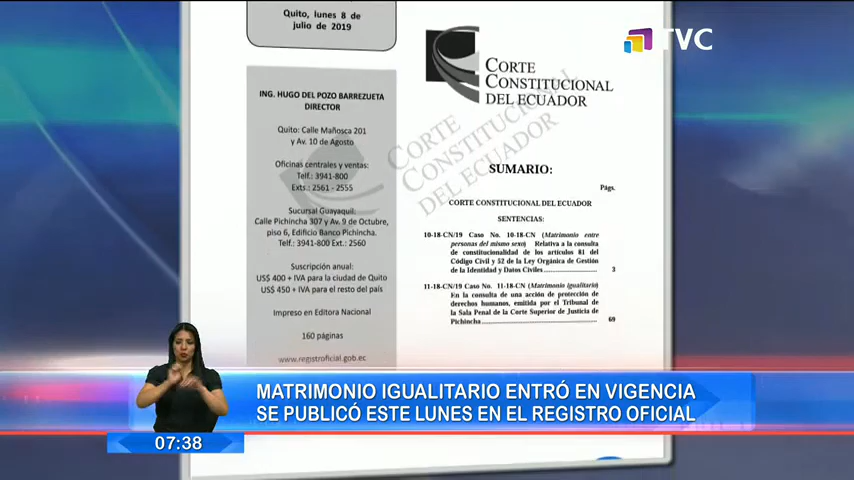 Quito, lunes 8 de
julio de 2019
TVC
ING. HUGO DEL POZO BARREZUETA
DIRECTOR
Quito: Calle Mañosca 201
y Av. 10 de Agosto
Oficinas centrales y ventas:
Telf.: 3941-800
Exts.: 2561 - 2555
Sucursal Guayaquil:
Calle Pichincha 307 y Av. 9 de Octubre,
piso 6, Edificio Banco Pichincha.
Telf.: 3941-800 Ext.: 2560
Suscripción anual:
US$ 400 + IVA para la ciudad de Quito
US$ 450 + IVA para el resto del país
Impreso en Editora Nacional
160 páginas
www.registroficial.gob.ec
CORTE
CONSTITUCIONAL
DEL ECUADOR
CORTE
CONSTITUCIONAL
DEL ECUADOR
SUMARIO:
Págs.
CORTE CONSTITUCIONAL DEL ECUADOR
SENTENCIAS:
10-18-CN/19 Caso No. 10-18-CN (Matrimonio entre
personas del mismo sexo) Relativa a la consulta
de constitucionalidad de los artículos 81 del
Código Civil y 52 de la Ley Orgánica de Gestión
de la Identidad y Datos Civiles 3
11-18-CN/19 Caso No. 11-18-CN (Matrimonio igualitario)
En la consulta de una acción de protección de
derechos humanos, emitida por el Tribunal de
la Sala Penal de la Corte Superior de Justicia de
Pichincha 69
MATRIMONIO IGUALITARIO ENTRÓ EN VIGENCIA
SE PUBLICÓ ESTE LUNES EN EL REGISTRO OFICIAL
07:38